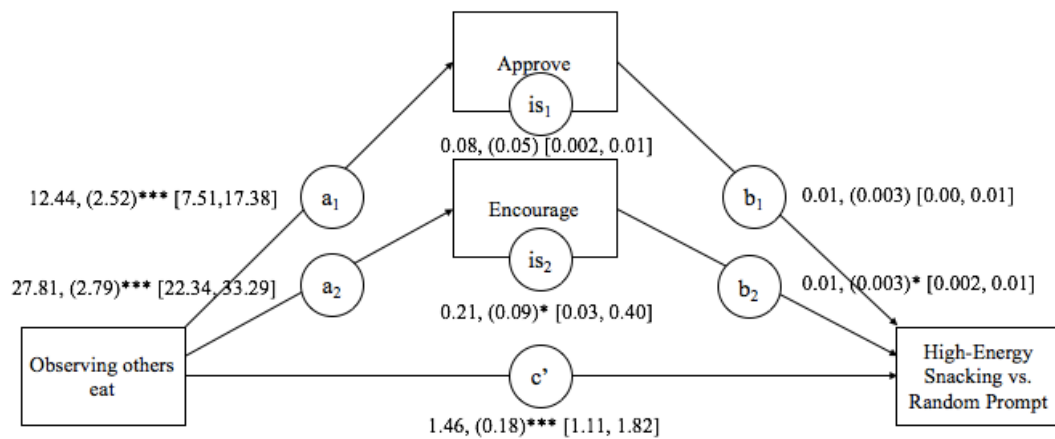 Approve
is₁
0.08, (0.05) [0.002, 0.01]
12.44, (2.52)*** [7.51,17.38]
a₁
b₁
0.01, (0.003) [0.00, 0.01]
Encourage
is₂
27.81, (2.79)*** [22.34, 33.29]
a₂
b₂
0.01, (0.003)* [0.002, 0.01]
0.21, (0.09)* [0.03, 0.40]
Observing others
eat
c’
High-Energy
Snacking vs.
Random Prompt
1.46, (0.18)*** [1.11, 1.82]